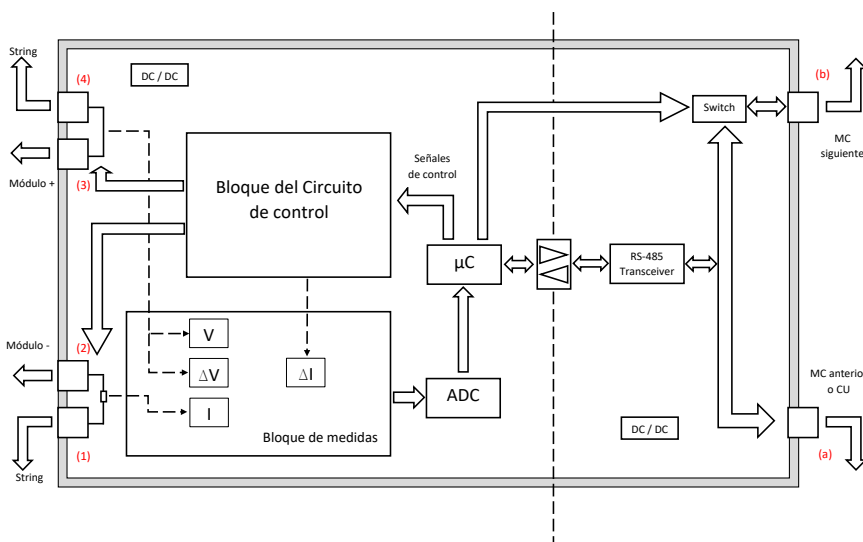 String
(4)
DC / DC
(b)
Switch
MC
siguiente
Módulo +
(3)
Bloque del Circuito
de control
Señales
de control
µC
RS-485
Transceiver
Módulo -
(2)
V
ΔV
ΔI
I
Bloque de medidas
ADC
MC anterior
o CU
DC / DC
(1)
(a)
String